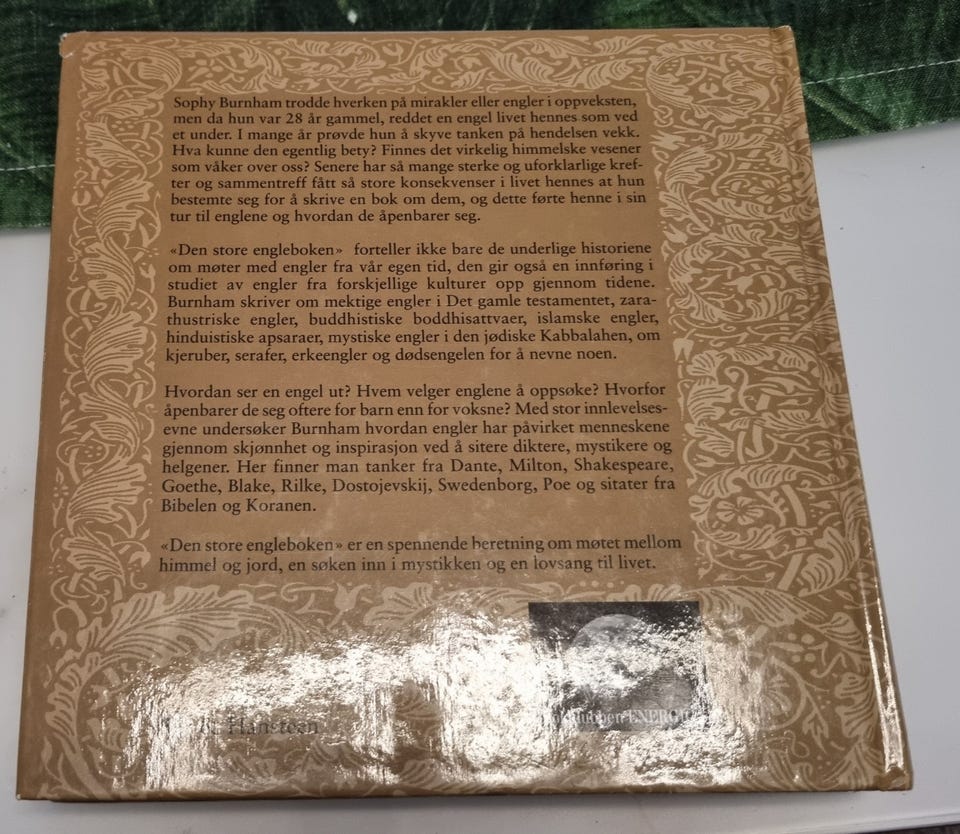 Sophy Burnham trodde hverken på mirakler eller engler i oppveksten,
men da hun var 28 år gammel, reddet en engel livet hennes som ved
et under. I mange år prøvde hun å skyve tanken på hendelsen vekk.
Hva kunne den egentlig bety? Finnes det virkelig himmelske vesener
som våker over oss? Senere har så mange sterke og uforklarlige kref-
ter og sammentreff fått så store konsekvenser i livet hennes at hun
bestemte seg for å skrive en bok om dem, og dette førte henne i sin
tur til englene og hvordan de åpenbarer seg.
«Den store engleboken» forteller ikke bare de underlige historiene
om møter med engler fra vår egen tid, den gir også en innføring i
studiet av engler fra forskjellige kulturer opp gjennom tidene.
Burnham skriver om mektige engler i Det gamle testamentet, zara-
thustriske engler, buddhistiske boddhisattvaer, islamske engler,
hinduistiske apsaraer, mystiske engler i den jødiske Kabbalahen, om
kjeruber, serafer, erkeengler og dødsengelen for å nevne noen.
Hvordan ser en engel ut? Hvem velger englene å oppsøke? Hvorfor
åpenbarer de seg oftere for barn enn for voksne? Med stor innlevelses-
evne undersøker Burnham hvordan engler har påvirket menneskene
gjennom skjønnhet og inspirasjon ved å sitere diktere, mystikere og
helgener. Her finner man tanker fra Dante, Milton, Shakespeare,
Goethe, Blake, Rilke, Dostojevskij, Swedenborg, Poe og sitater fra
Bibelen og Koranen.
«Den store engleboken» er en spennende beretning om møtet mellom
himmel og jord, en søken inn i mystikken og en lovsang til livet.
Hansteen